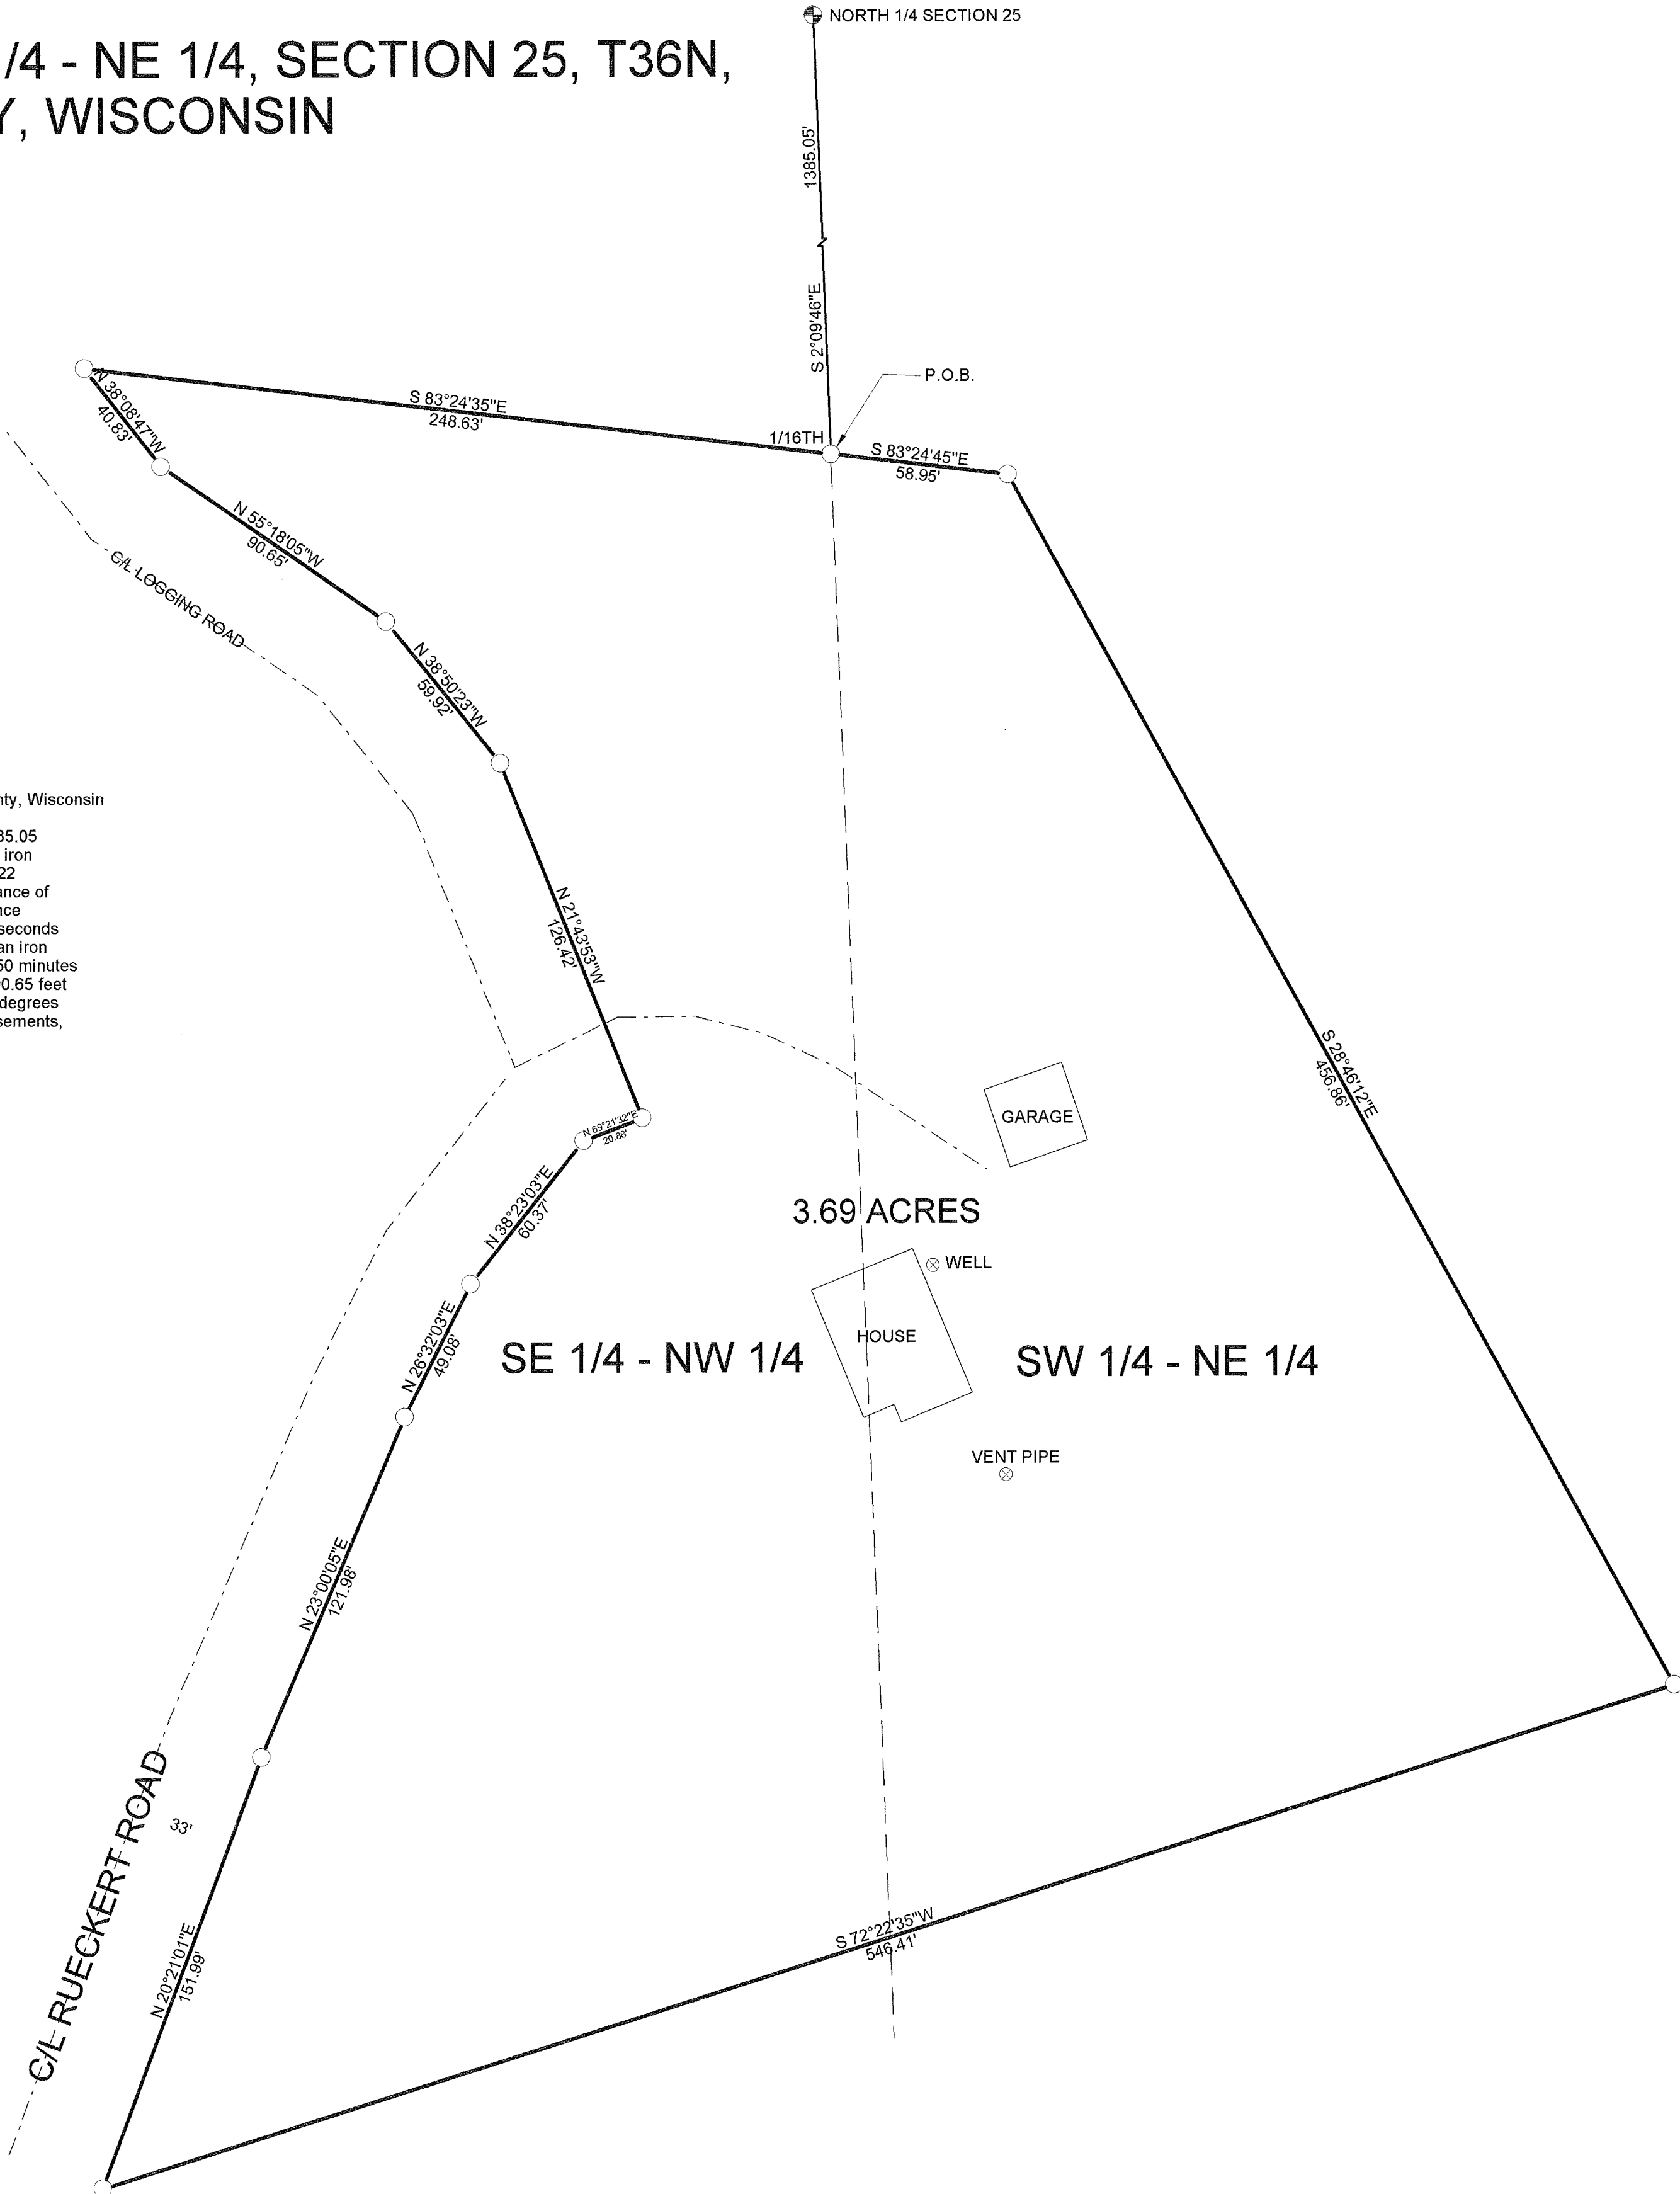 NORTH 1/4 SECTION 25
/4 - NE 1/4, SECTION 25, T36N,
Y, WISCONSIN
1385.05'
S 2°09'46"E
P.O.B.
N 38°08'47"W
40.83'
S 83°24'35"E
248.63'
1/16TH
S 83°24'45"E
58.95'
N 55°18'05"W
90.65'
C/L LOGGING ROAD
N 38°50'23"W
59.92'
nty, Wisconsin
85.05
iron
22
ance of
nce
seconds
an iron
50 minutes
0.65 feet
degrees
sements,
N 21°43'53"W
126.42'
S 28°46'12"E
456.86'
GARAGE
N 69°21'32"E
20.88'
N 38°23'03"E
60.37'
3.69 ACRES
WELL
HOUSE
N 26°32'03"E
49.08'
SE 1/4 - NW 1/4
SW 1/4 - NE 1/4
VENT PIPE
N 23°00'05"E
121.98'
33'
C/L RUECKERT ROAD
N 20°21'01"E
151.99'
S 72°22'35"W
546.41'